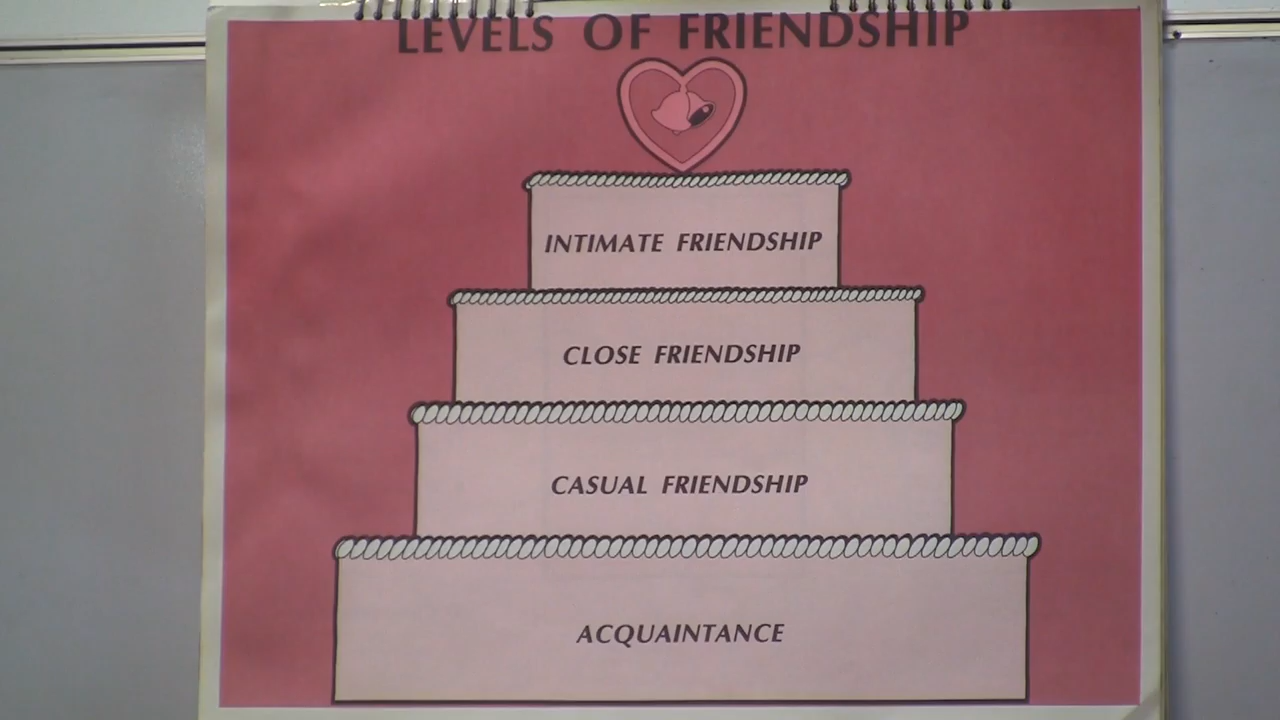 LEVELS OF FRIENDSHIP
INTIMATE FRIENDSHIP
CLOSE FRIENDSHIP
CASUAL FRIENDSHIP
ACQUAINTANCE